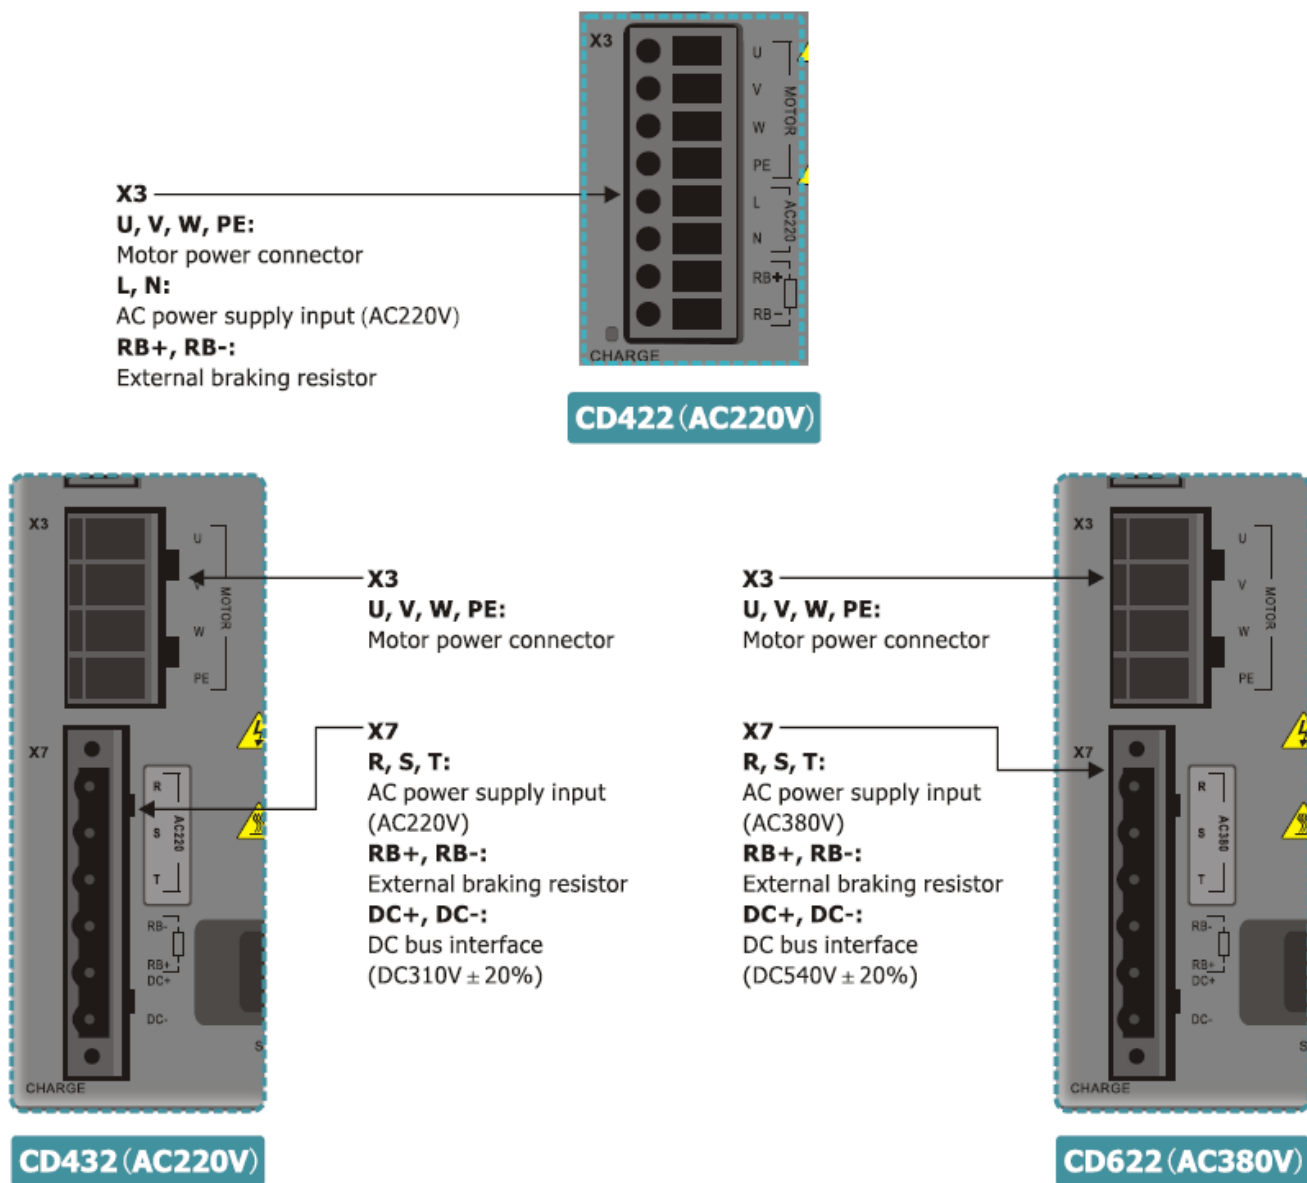 X3
U
V
W
PE
MOTOR
L
N
AC220
RB+
RB-
CHARGE
X3
U, V, W, PE:
Motor power connector
L, N:
AC power supply input (AC220V)
RB+, RB-:
External braking resistor
CD422(AC220V)
X3
U
W
PE
MOTOR
X7
R
S
T
AC220
RB-
RB+
DC+
DC-
S
CHARGE
CD432(AC220V)
X3
U, V, W, PE:
Motor power connector
X7
R, S, T:
AC power supply input
(AC220V)
RB+, RB-:
External braking resistor
DC+, DC-:
DC bus interface
(DC310V ± 20%)
X3
U, V, W, PE:
Motor power connector
X7
R, S, T:
AC power supply input
(AC380V)
RB+, RB-:
External braking resistor
DC+, DC-:
DC bus interface
(DC540V ± 20%)
X3
U
V
W
PE
MOTOR
X7
R
S
T
AC380
RB-
RB+
DC+
DC-
S
CHARGE
CD622(AC380V)